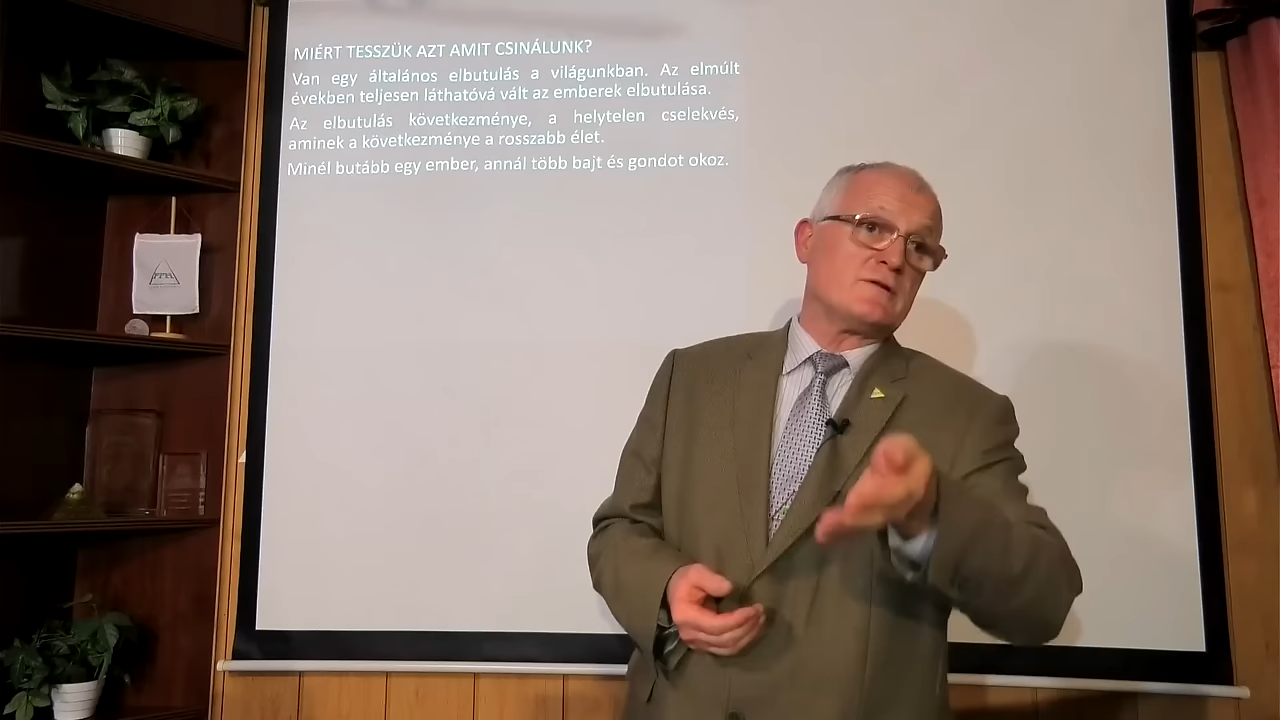 MIÉRT TESSZÜK AZT AMIT CSINÁLUNK?
Van egy általános elbutulás a világunkban. Az elmúlt
években teljesen láthatóvá vált az emberek elbutulása.
Az elbutulás következménye, a helytelen cselekvés,
aminek a következménye a rosszabb élet.
Minél butább egy ember, annál több bajt és gondot okoz.